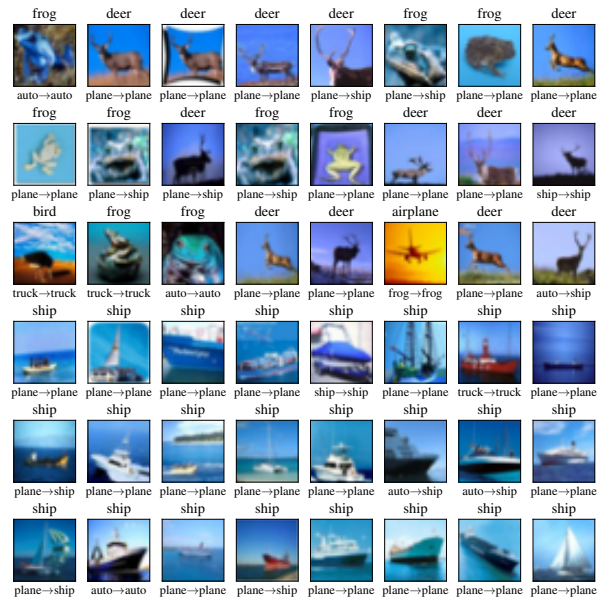 frog deer deer deer deer frog frog deer
auto→auto plane→plane plane→plane plane→plane plane→ship plane→ship plane→plane plane→plane
frog frog deer frog frog deer deer deer
plane→plane plane→ship plane→ship plane→ship plane→plane plane→plane plane→plane ship→ship
bird frog frog deer deer airplane deer deer
truck→truck truck→truck auto→auto plane→plane plane→plane frog→frog plane→plane auto→ship
ship ship ship ship ship ship ship ship
plane→plane plane→plane plane→plane plane→plane ship→ship plane→plane truck→truck plane→plane
ship ship ship ship ship ship ship ship
plane→ship plane→plane plane→plane plane→plane plane→plane auto→ship auto→ship plane→plane
ship ship ship ship ship ship ship ship
plane→ship auto→auto plane→plane plane→ship plane→plane plane→plane plane→plane plane→plane